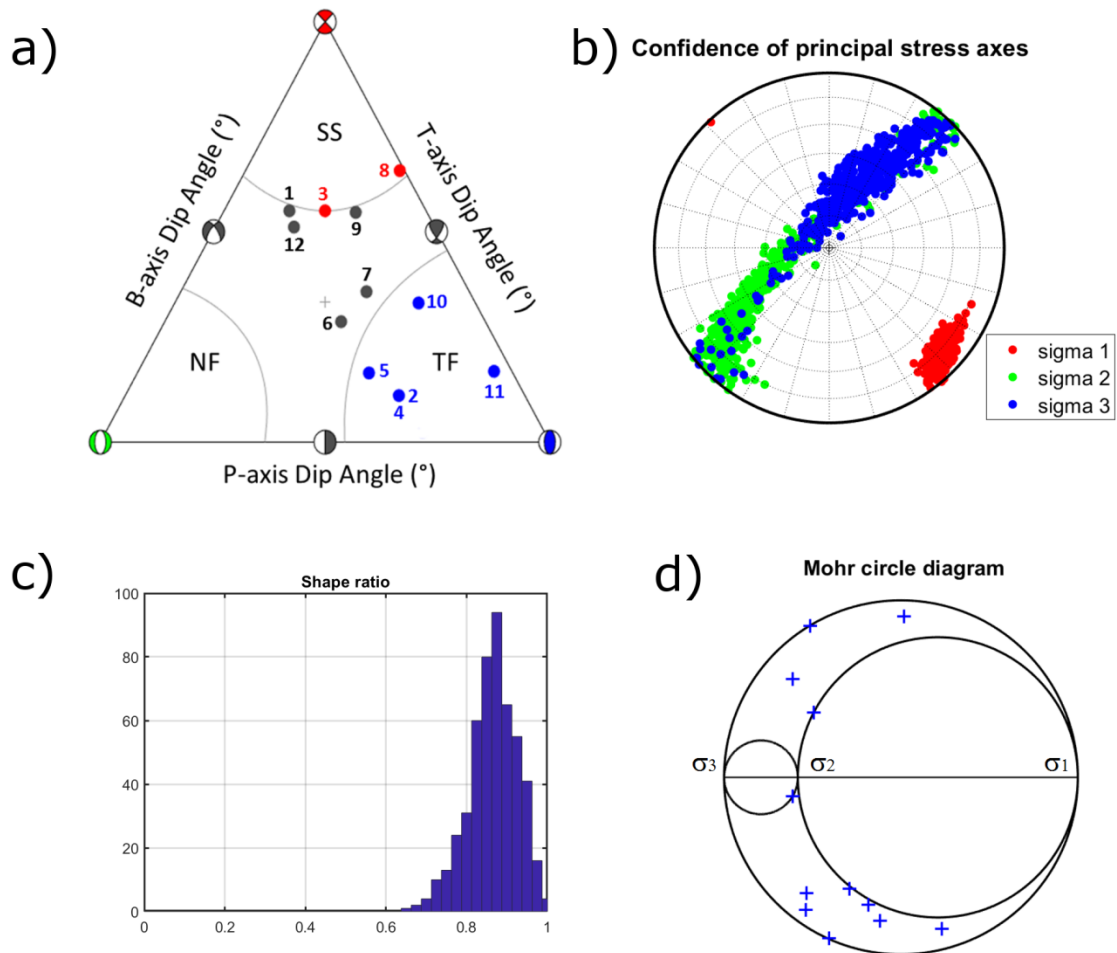 a)
SS
B-axis Dip Angle (°)
T-axis Dip Angle (°)
8
1
3
9
12
7
10
6
NF
TF
5
2
4
11
P-axis Dip Angle (°)
b)
Confidence of principal stress axes
sigma 1
sigma 2
sigma 3
c)
Shape ratio
100
80
60
40
20
0
0 0.2 0.4 0.6 0.8 1
d)
Mohr circle diagram
σ3 σ2 σ1